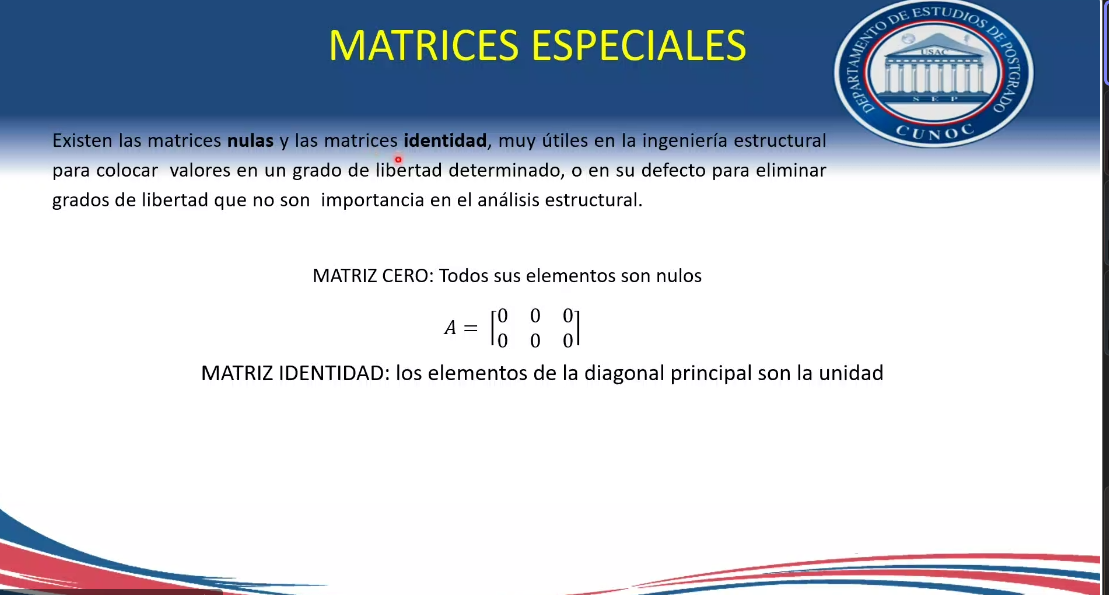 MATRICES ESPECIALES
DEPARTAMENTO DE ESTUDIOS DE POSTGRADO
USAC
S E P
CUNOC
Existen las matrices nulas y las matrices identidad, muy útiles en la ingeniería estructural
para colocar valores en un grado de libertad determinado, o en su defecto para eliminar
grados de libertad que no son importancia en el análisis estructural.
MATRIZ CERO: Todos sus elementos son nulos
A = [0 0 0
0 0 0]
MATRIZ IDENTIDAD: los elementos de la diagonal principal son la unidad